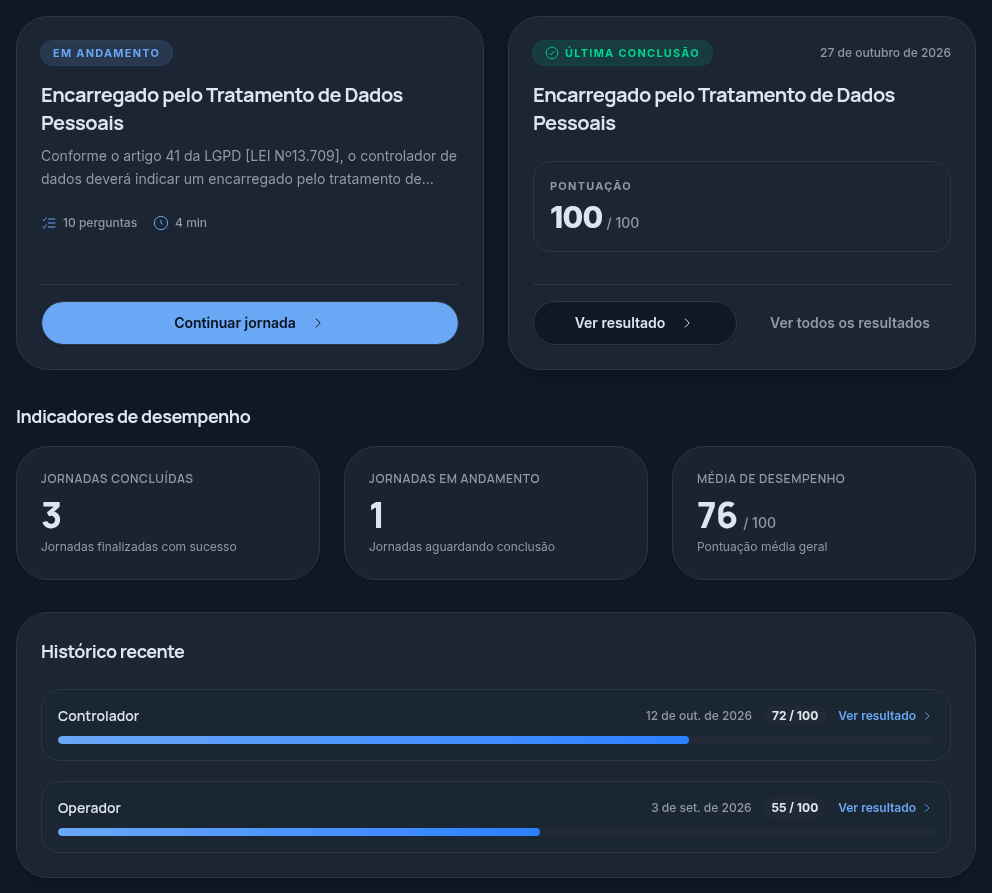 EM ANDAMENTO
Encarregado pelo Tratamento de Dados
Pessoais
Conforme o artigo 41 da LGPD [LEI Nº13.709], o controlador de
dados deverá indicar um encarregado pelo tratamento de...
10 perguntas 4 min
Continuar jornada
ÚLTIMA CONCLUSÃO 27 de outubro de 2026
Encarregado pelo Tratamento de Dados
Pessoais
PONTUAÇÃO
100 / 100
Ver resultado Ver todos os resultados
Indicadores de desempenho
JORNADAS CONCLUÍDAS
3
Jornadas finalizadas com sucesso
JORNADAS EM ANDAMENTO
1
Jornadas aguardando conclusão
MÉDIA DE DESEMPENHO
76 / 100
Pontuação média geral
Histórico recente
Controlador 12 de out. de 2026 72 / 100 Ver resultado
Operador 3 de set. de 2026 55 / 100 Ver resultado